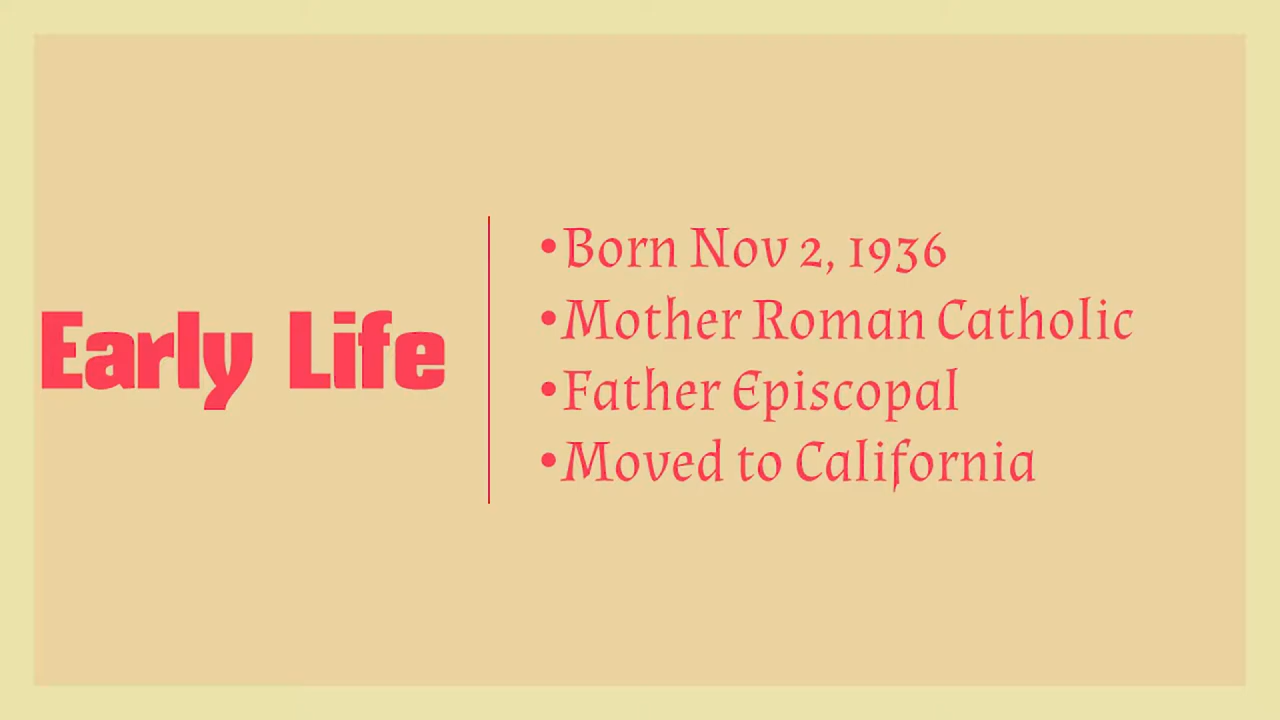 Early Life
•Born Nov 2, 1936
•Mother Roman Catholic
•Father Episcopal
•Moved to California